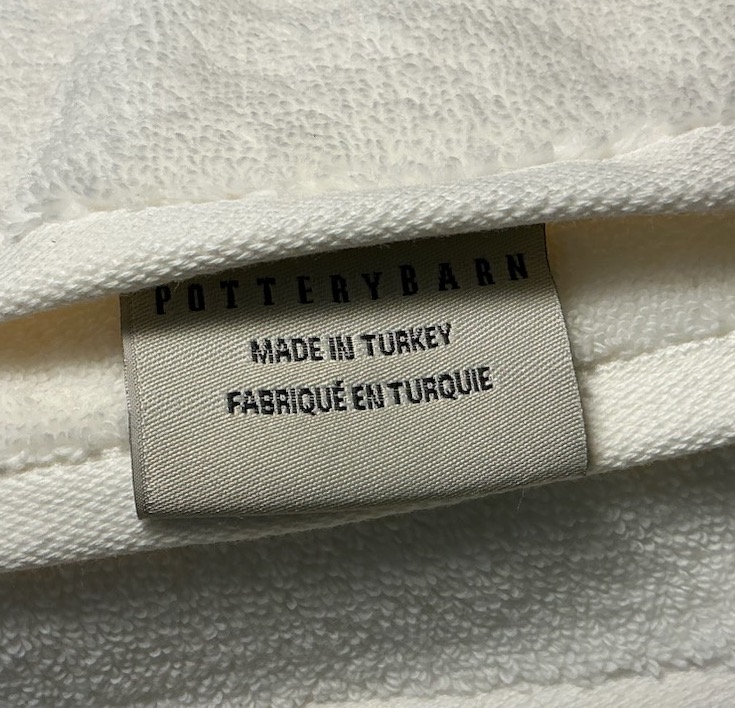 POTTERYBARN
MADE IN TURKEY
FABRIQUÉ EN TURQUIE